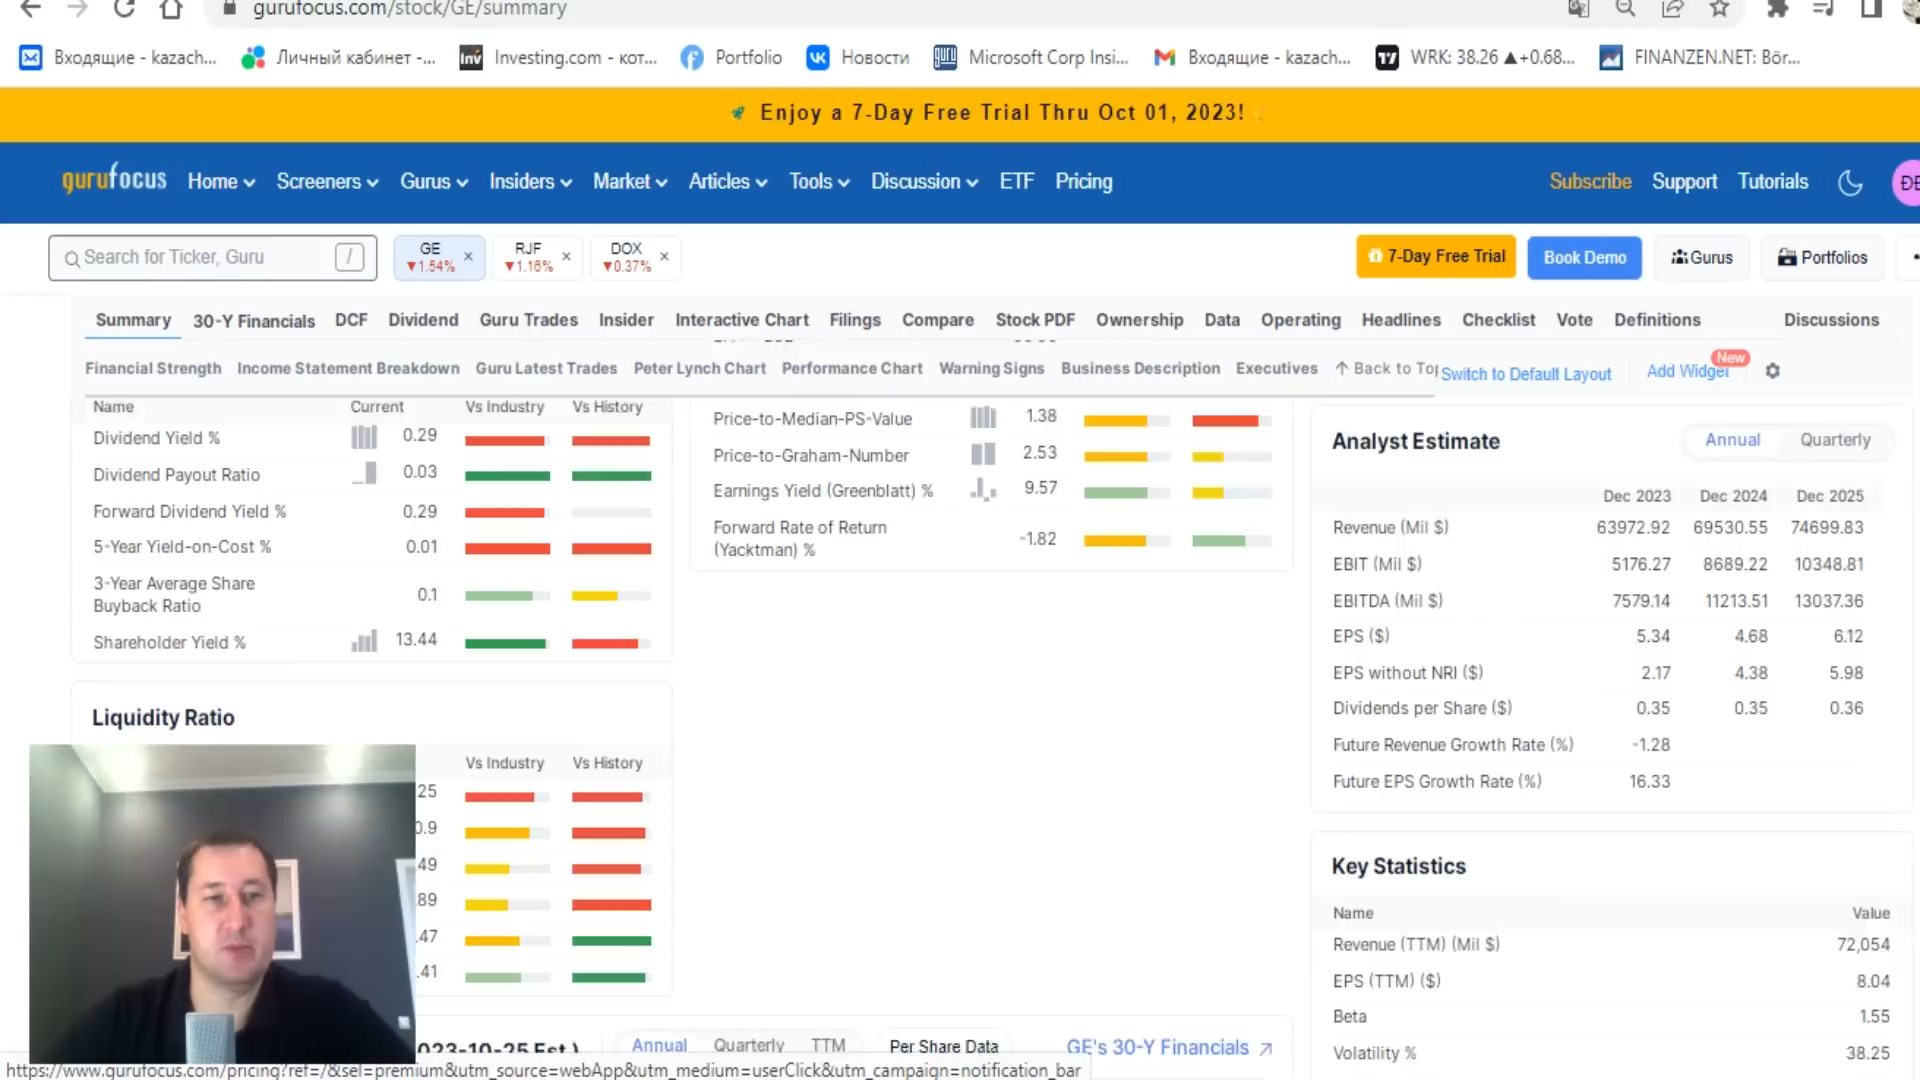 gurufocus.com/stock/GE/summary
Входящие - kazach... Личный кабинет -... Investing.com - кот... Portfolio Новости Microsoft Corp Insi... Входящие - kazach... WRK: 38.26 ▲+0.68... FINANZEN.NET: Bör...
Enjoy a 7-Day Free Trial Thru Oct 01, 2023!
gurufocus Home Screeners Gurus Insiders Market Articles Tools Discussion ETF Pricing Subscribe Support Tutorials
Search for Ticker, Guru / GE ▼1.54% × RJF ▼1.16% × DOX ▼0.37% × 7-Day Free Trial Book Demo Gurus Portfolios
Summary 30-Y Financials DCF Dividend Guru Trades Insider Interactive Chart Filings Compare Stock PDF Ownership Data Operating Headlines Checklist Vote Definitions Discussions
Financial Strength Income Statement Breakdown Guru Latest Trades Peter Lynch Chart Performance Chart Warning Signs Business Description Executives ↑ Back to Top Switch to Default Layout Add Widget New
Name Current Vs Industry Vs History
Dividend Yield % 0.29
Dividend Payout Ratio 0.03
Forward Dividend Yield % 0.29
5-Year Yield-on-Cost % 0.01
3-Year Average Share
Buyback Ratio 0.1
Shareholder Yield % 13.44
Price-to-Median-PS-Value 1.38
Price-to-Graham-Number 2.53
Earnings Yield (Greenblatt) % 9.57
Forward Rate of Return
(Yacktman) % -1.82
Analyst Estimate Annual Quarterly
Dec 2023 Dec 2024 Dec 2025
Revenue (Mil $) 63972.92 69530.55 74699.83
EBIT (Mil $) 5176.27 8689.22 10348.81
EBITDA (Mil $) 7579.14 11213.51 13037.36
EPS ($) 5.34 4.68 6.12
EPS without NRI ($) 2.17 4.38 5.98
Dividends per Share ($) 0.35 0.35 0.36
Future Revenue Growth Rate (%) -1.28
Future EPS Growth Rate (%) 16.33
Liquidity Ratio
Vs Industry Vs History
25
0.9
49
89
.47
.41
Key Statistics
Name Value
Revenue (TTM) (Mil $) 72,054
EPS (TTM) ($) 8.04
Beta 1.55
Volatility % 38.25
023-10-25 Est.) Annual Quarterly TTM Per Share Data GE's 30-Y Financials
https://www.gurufocus.com/pricing?ref=/&sel=premium&utm_source=webApp&utm_medium=userClick&utm_campaign=notification_bar